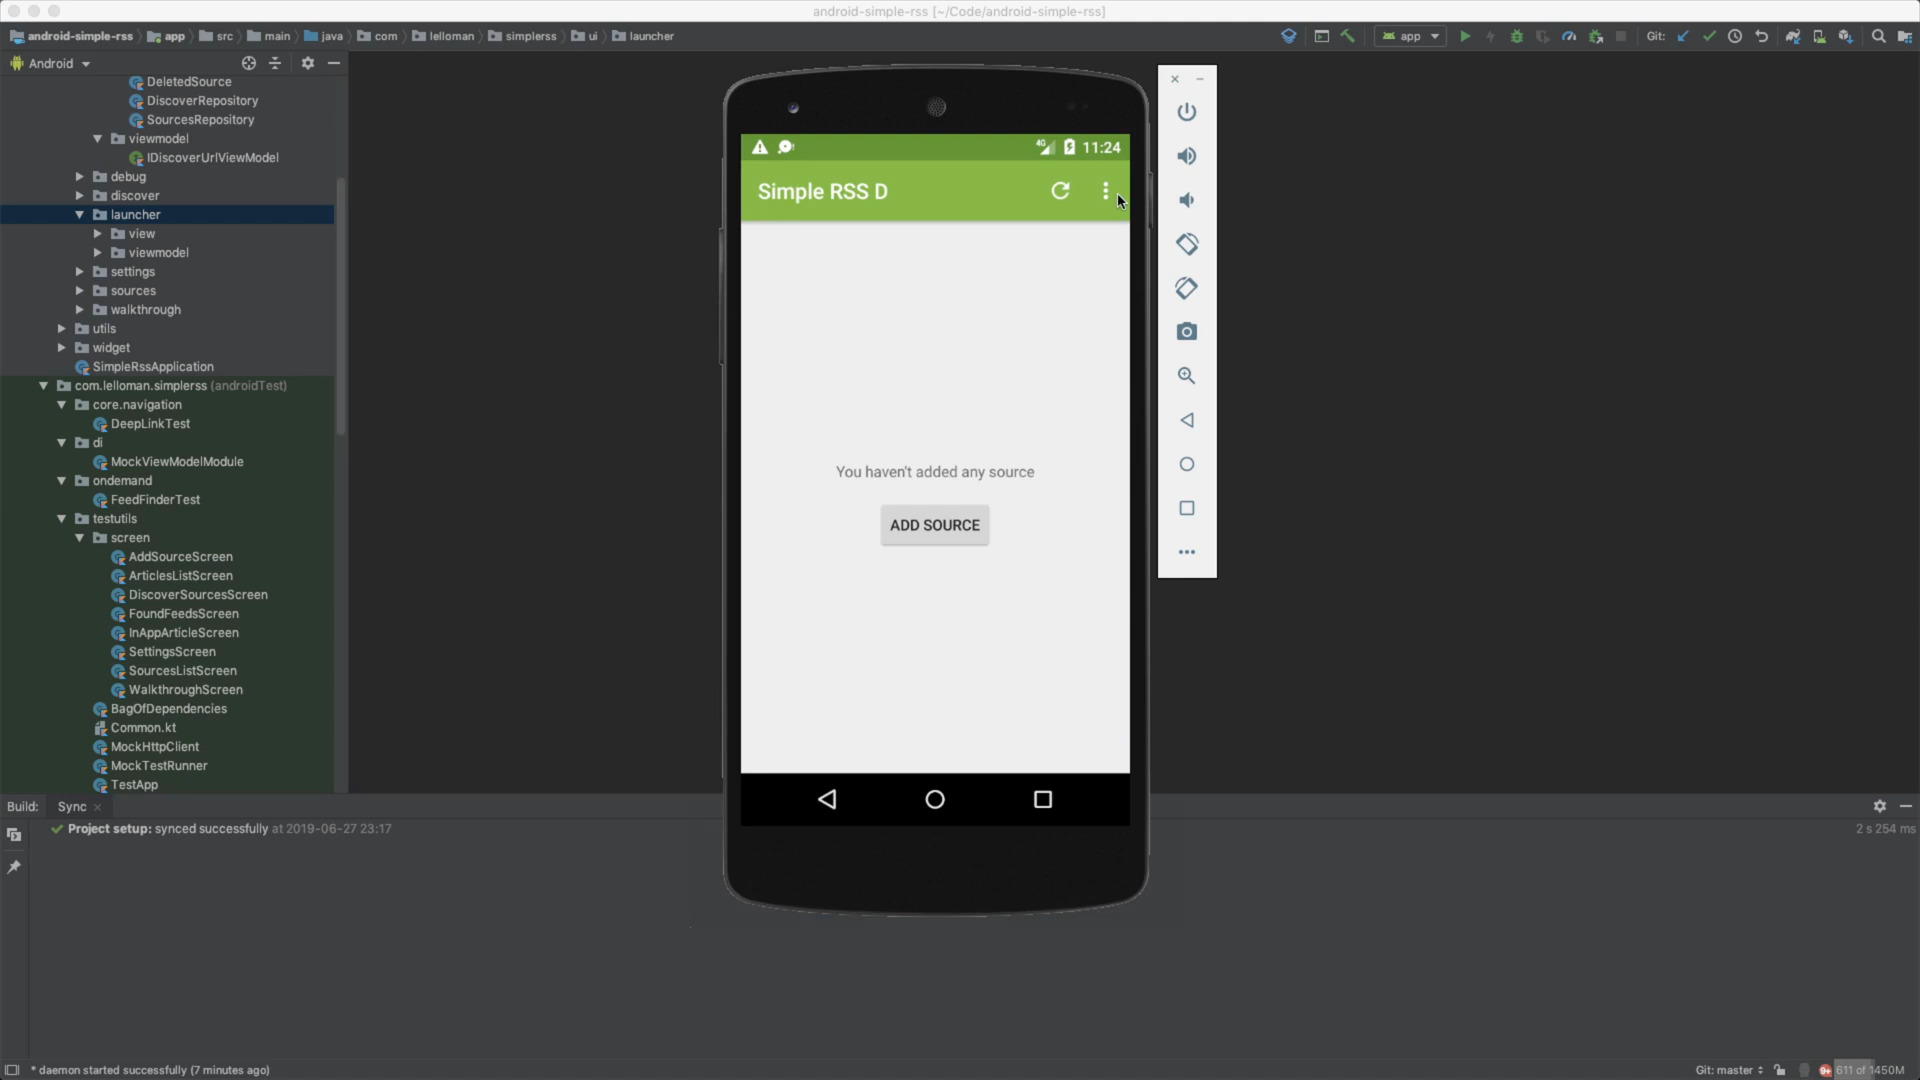 android-simple-rss [~/Code/android-simple-rss]
android-simple-rss app src main java com lelloman simplerss ui launcher
app Git:
Android
DeletedSource
DiscoverRepository
SourcesRepository
viewmodel
IDiscoverUrlViewModel
debug
discover
launcher
view
viewmodel
settings
sources
walkthrough
utils
widget
SimpleRssApplication
com.lelloman.simplerss (androidTest)
core.navigation
DeepLinkTest
di
MockViewModelModule
ondemand
FeedFinderTest
testutils
screen
AddSourceScreen
ArticlesListScreen
DiscoverSourcesScreen
FoundFeedsScreen
InAppArticleScreen
SettingsScreen
SourcesListScreen
WalkthroughScreen
BagOfDependencies
Common.kt
MockHttpClient
MockTestRunner
TestApp
4G 11:24
Simple RSS D
You haven't added any source
ADD SOURCE
Build: Sync
Project setup: synced successfully at 2019-06-27 23:17
2 s 254 ms
* daemon started successfully (7 minutes ago)
Git: master
9+ 611 of 1450M